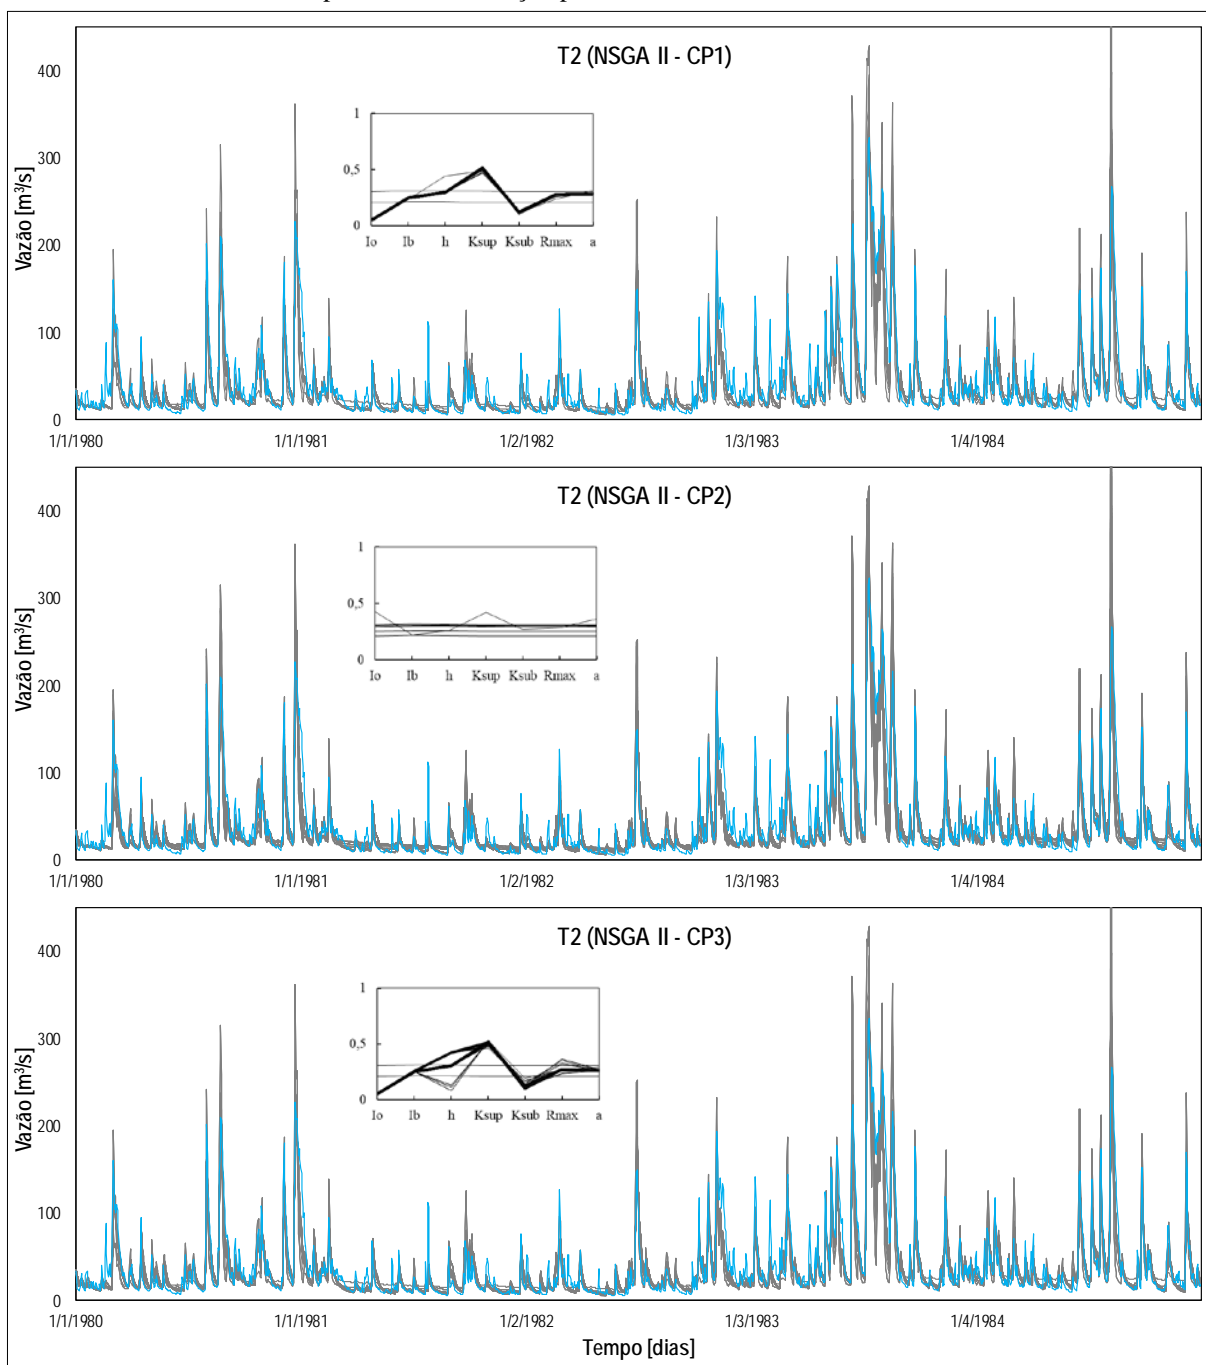 T2 (NSGA II - CP1)
Vazão [m³/s]
400
300
200
100
0
1
0,5
0
Io Ib h Ksup Ksub Rmax a
1/1/1980 1/1/1981 1/2/1982 1/3/1983 1/4/1984
T2 (NSGA II - CP2)
Vazão [m³/s]
400
300
200
100
0
1
0,5
0
Io Ib h Ksup Ksub Rmax a
1/1/1980 1/1/1981 1/2/1982 1/3/1983 1/4/1984
T2 (NSGA II - CP3)
Vazão [m³/s]
400
300
200
100
0
1
0,5
0
Io Ib h Ksup Ksub Rmax a
1/1/1980 1/1/1981 1/2/1982 1/3/1983 1/4/1984
Tempo [dias]